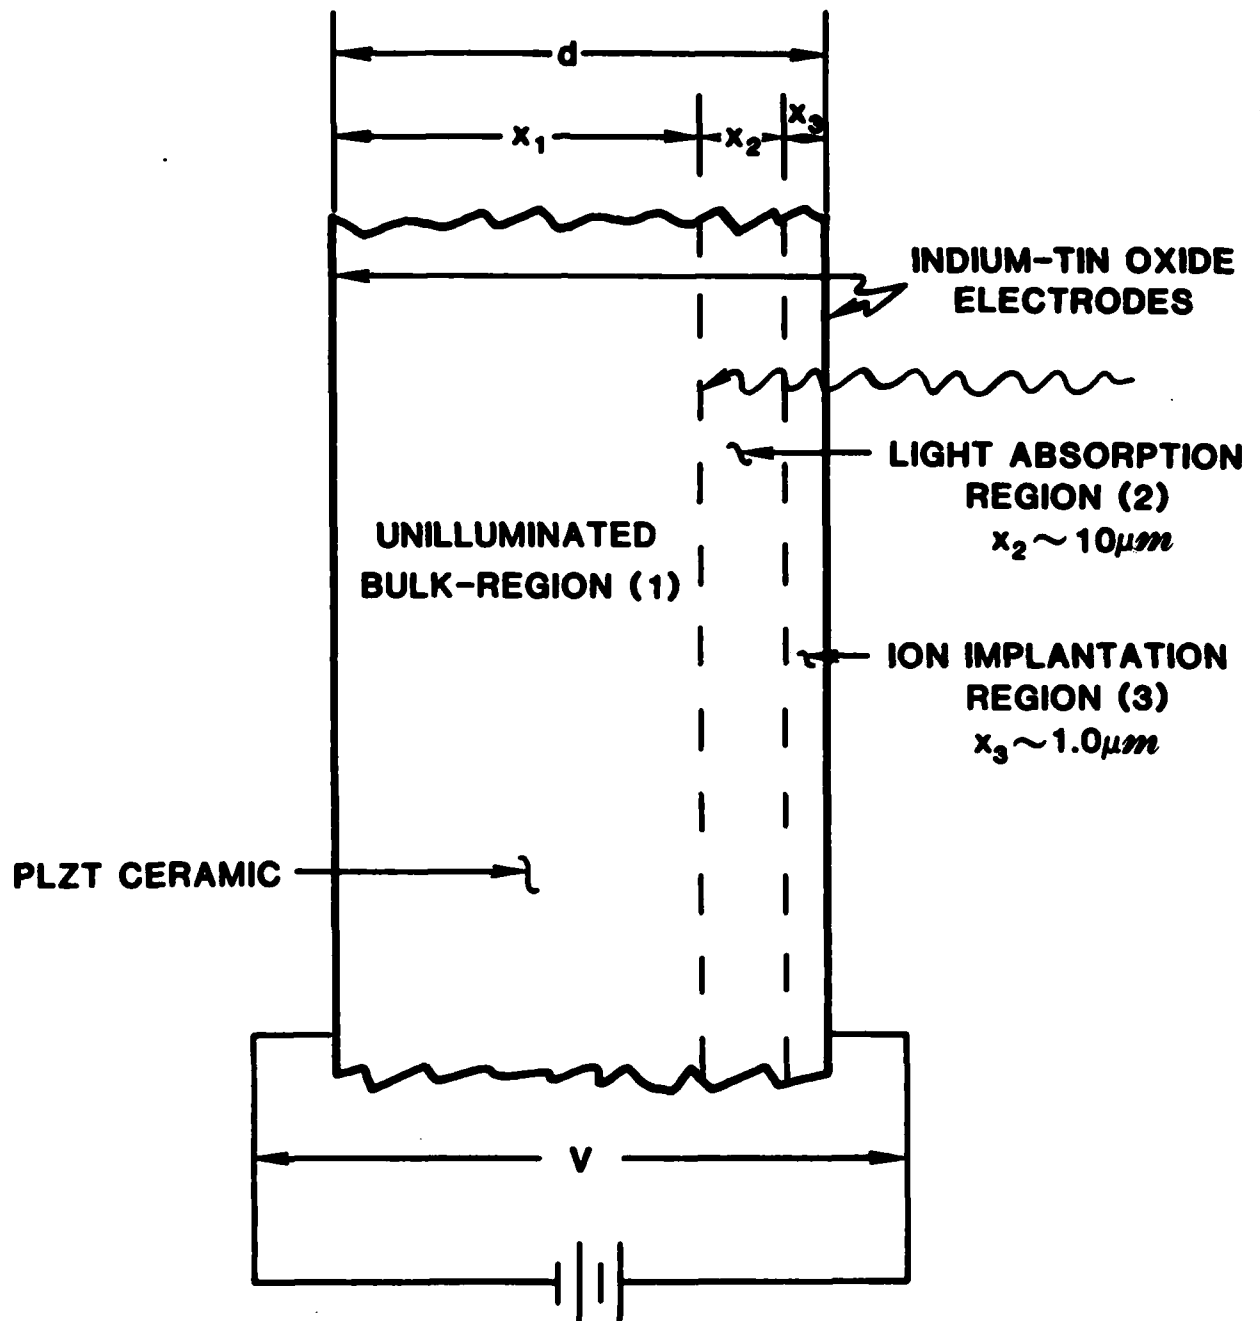 d
x₁
x₂
x₃
INDIUM-TIN OXIDE
ELECTRODES
LIGHT ABSORPTION
REGION (2)
x₂ ~ 10μm
UNILLUMINATED
BULK-REGION (1)
ION IMPLANTATION
REGION (3)
x₃ ~ 1.0μm
PLZT CERAMIC
V